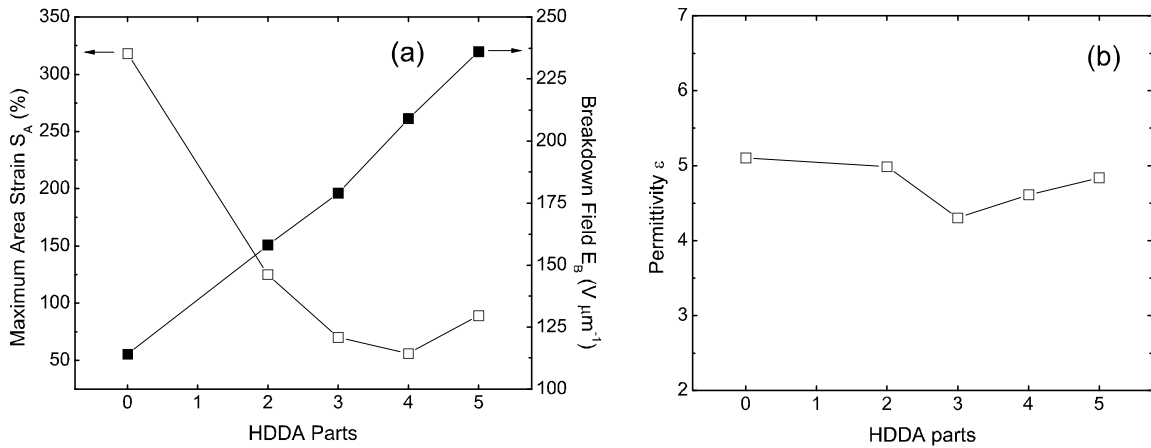 350
300
250
200
150
100
50
Maximum Area Strain S_A (%)
(a)
250
225
200
175
150
125
100
Breakdown Field E_B (V μm⁻¹)
0 1 2 3 4 5
HDDA Parts
7
6
5
4
3
2
Permittivity ε
(b)
0 1 2 3 4 5
HDDA parts